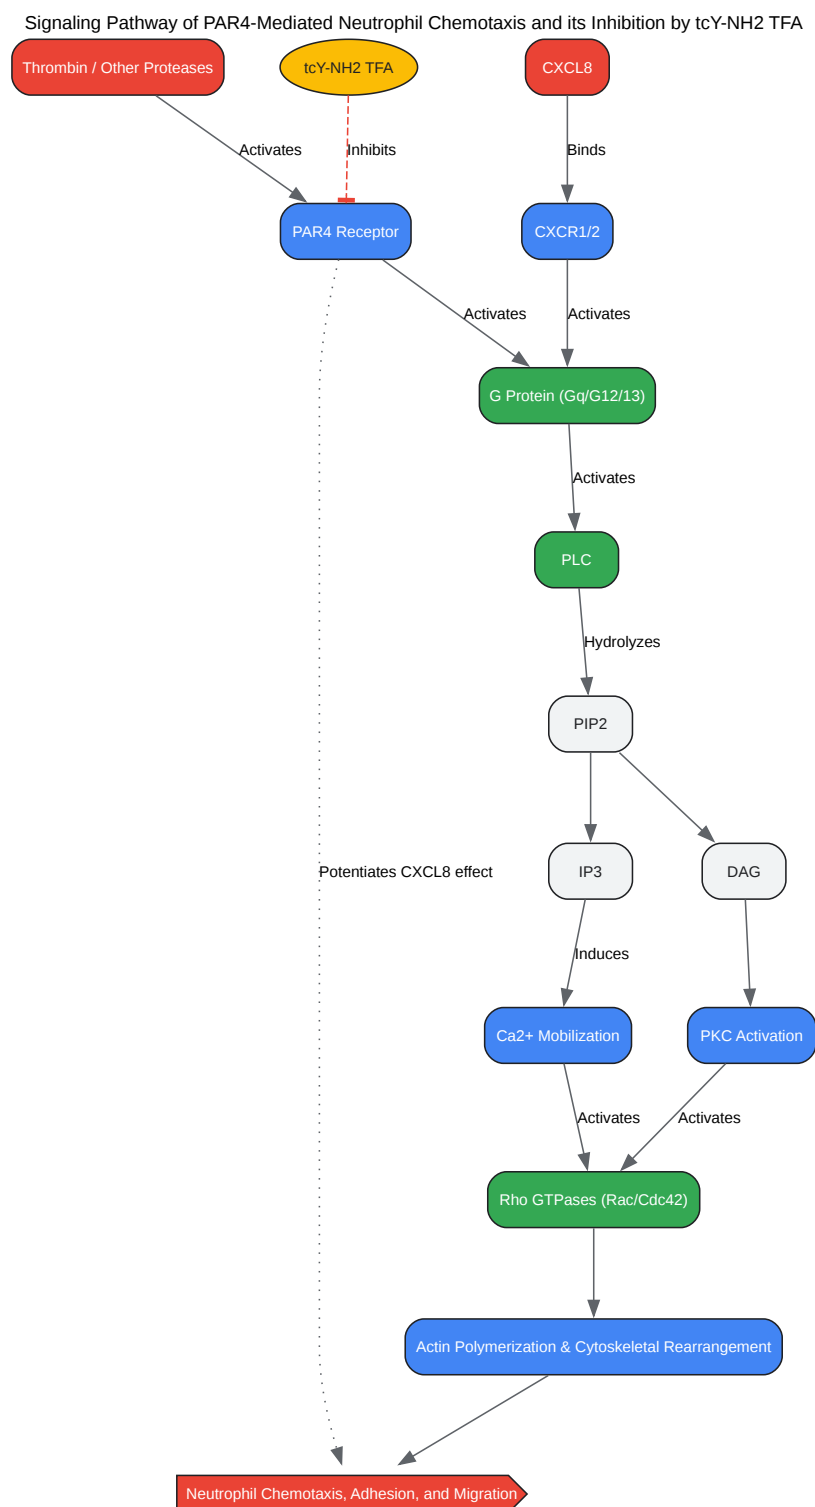 Signaling Pathway of PAR4-Mediated Neutrophil Chemotaxis and its Inhibition by tcY-NH2 TFA
Thrombin / Other Proteases
tcY-NH2 TFA
CXCL8
Activates
Inhibits
Binds
PAR4 Receptor
CXCR1/2
Activates
Activates
G Protein (Gq/G12/13)
Activates
PLC
Hydrolyzes
PIP2
Potentiates CXCL8 effect
IP3
DAG
Induces
Ca2+ Mobilization
PKC Activation
Activates
Activates
Rho GTPases (Rac/Cdc42)
Actin Polymerization & Cytoskeletal Rearrangement
Neutrophil Chemotaxis, Adhesion, and Migration